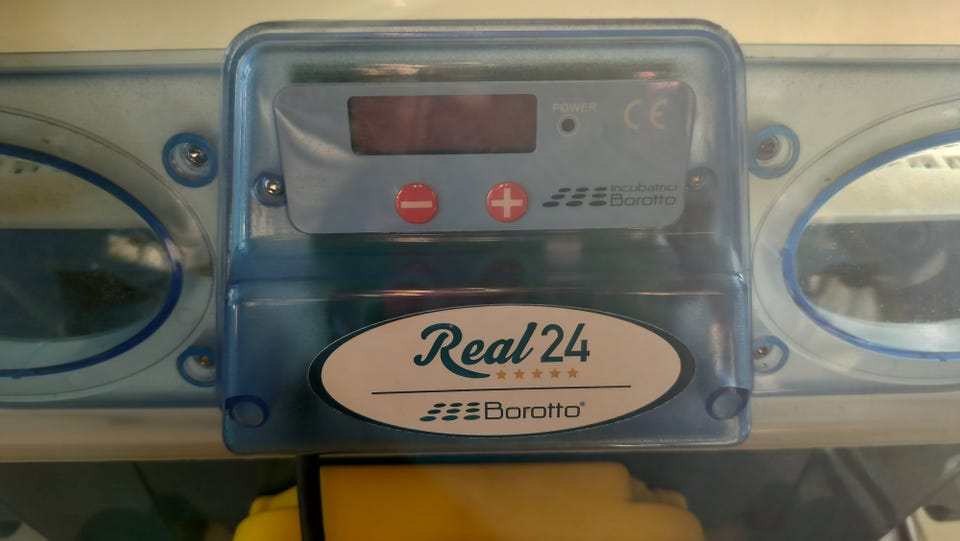 POWER
CE
− +
Incubatrici
Borotto
Real 24
Borotto®